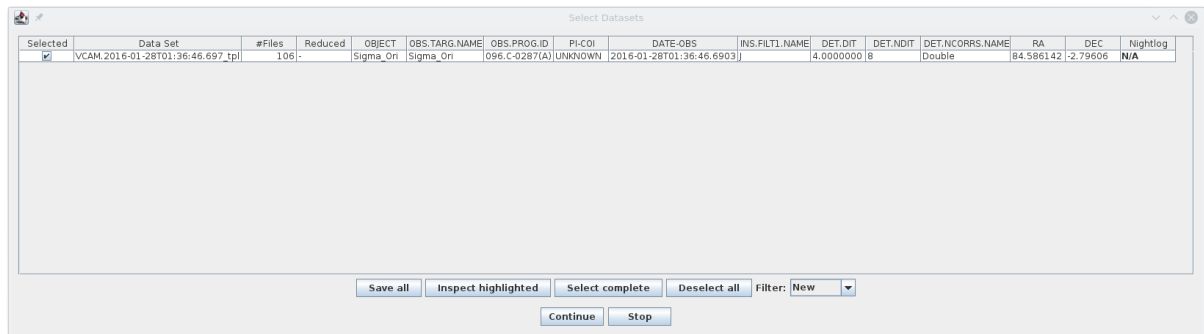 Select Datasets
Selected Data Set #Files Reduced OBJECT OBS.TARG.NAME OBS.PROG.ID PI-COI DATE-OBS INS.FILT1.NAME DET.DIT DET.NDIT DET.NCORRS.NAME RA DEC Nightlog
VCAM.2016-01-28T01:36:46.697_tpl 106 - Sigma_Ori Sigma_Ori 096.C-0287(A) UNKNOWN 2016-01-28T01:36:46.6903 J 4.0000000 8 Double 84.586142 -2.79606 N/A
Save all Inspect highlighted Select complete Deselect all Filter: New
Continue Stop